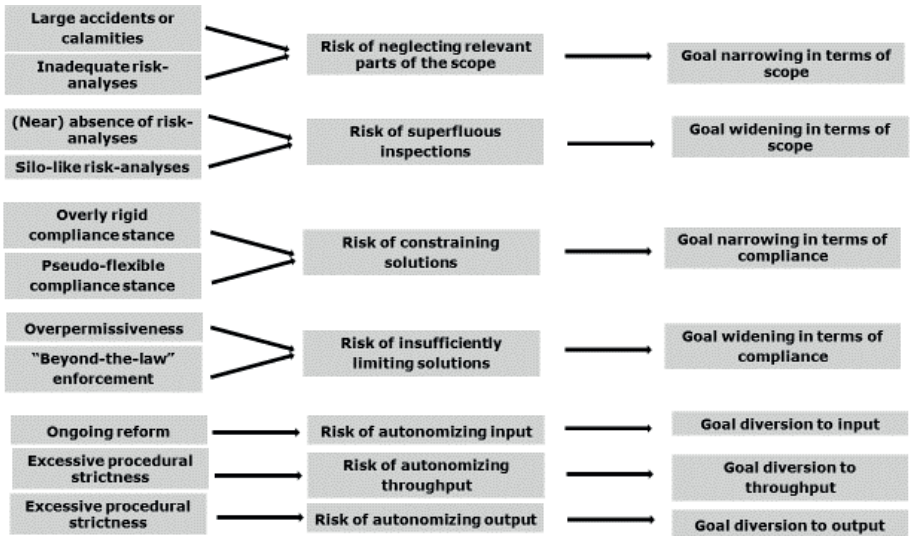 Large accidents or
calamities
Inadequate risk-
analyses
Risk of neglecting relevant
parts of the scope
Goal narrowing in terms of
scope
(Near) absence of risk-
analyses
Silo-like risk-analyses
Risk of superfluous
inspections
Goal widening in terms of
scope
Overly rigid
compliance stance
Pseudo-flexible
compliance stance
Risk of constraining
solutions
Goal narrowing in terms of
compliance
Overpermissiveness
"Beyond-the-law"
enforcement
Risk of insufficiently
limiting solutions
Goal widening in terms of
compliance
Ongoing reform
Risk of autonomizing input
Goal diversion to input
Excessive procedural
strictness
Risk of autonomizing
throughput
Goal diversion to
throughput
Excessive procedural
strictness
Risk of autonomizing output
Goal diversion to output